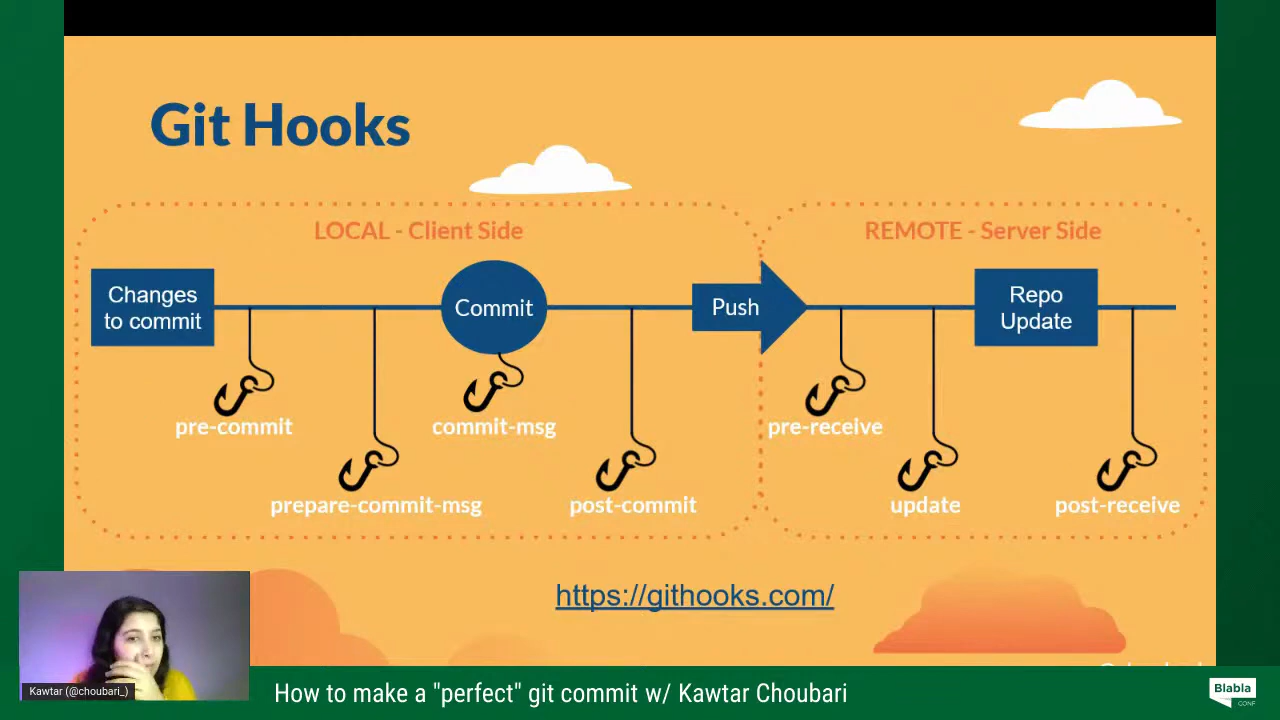 Git Hooks
LOCAL - Client Side
REMOTE - Server Side
Changes
to commit
Commit
Push
Repo
Update
pre-commit
commit-msg
pre-receive
prepare-commit-msg
post-commit
update
post-receive
https://githooks.com/
Kawtar (@choubari_)
How to make a "perfect" git commit w/ Kawtar Choubari
Blabla
CONF